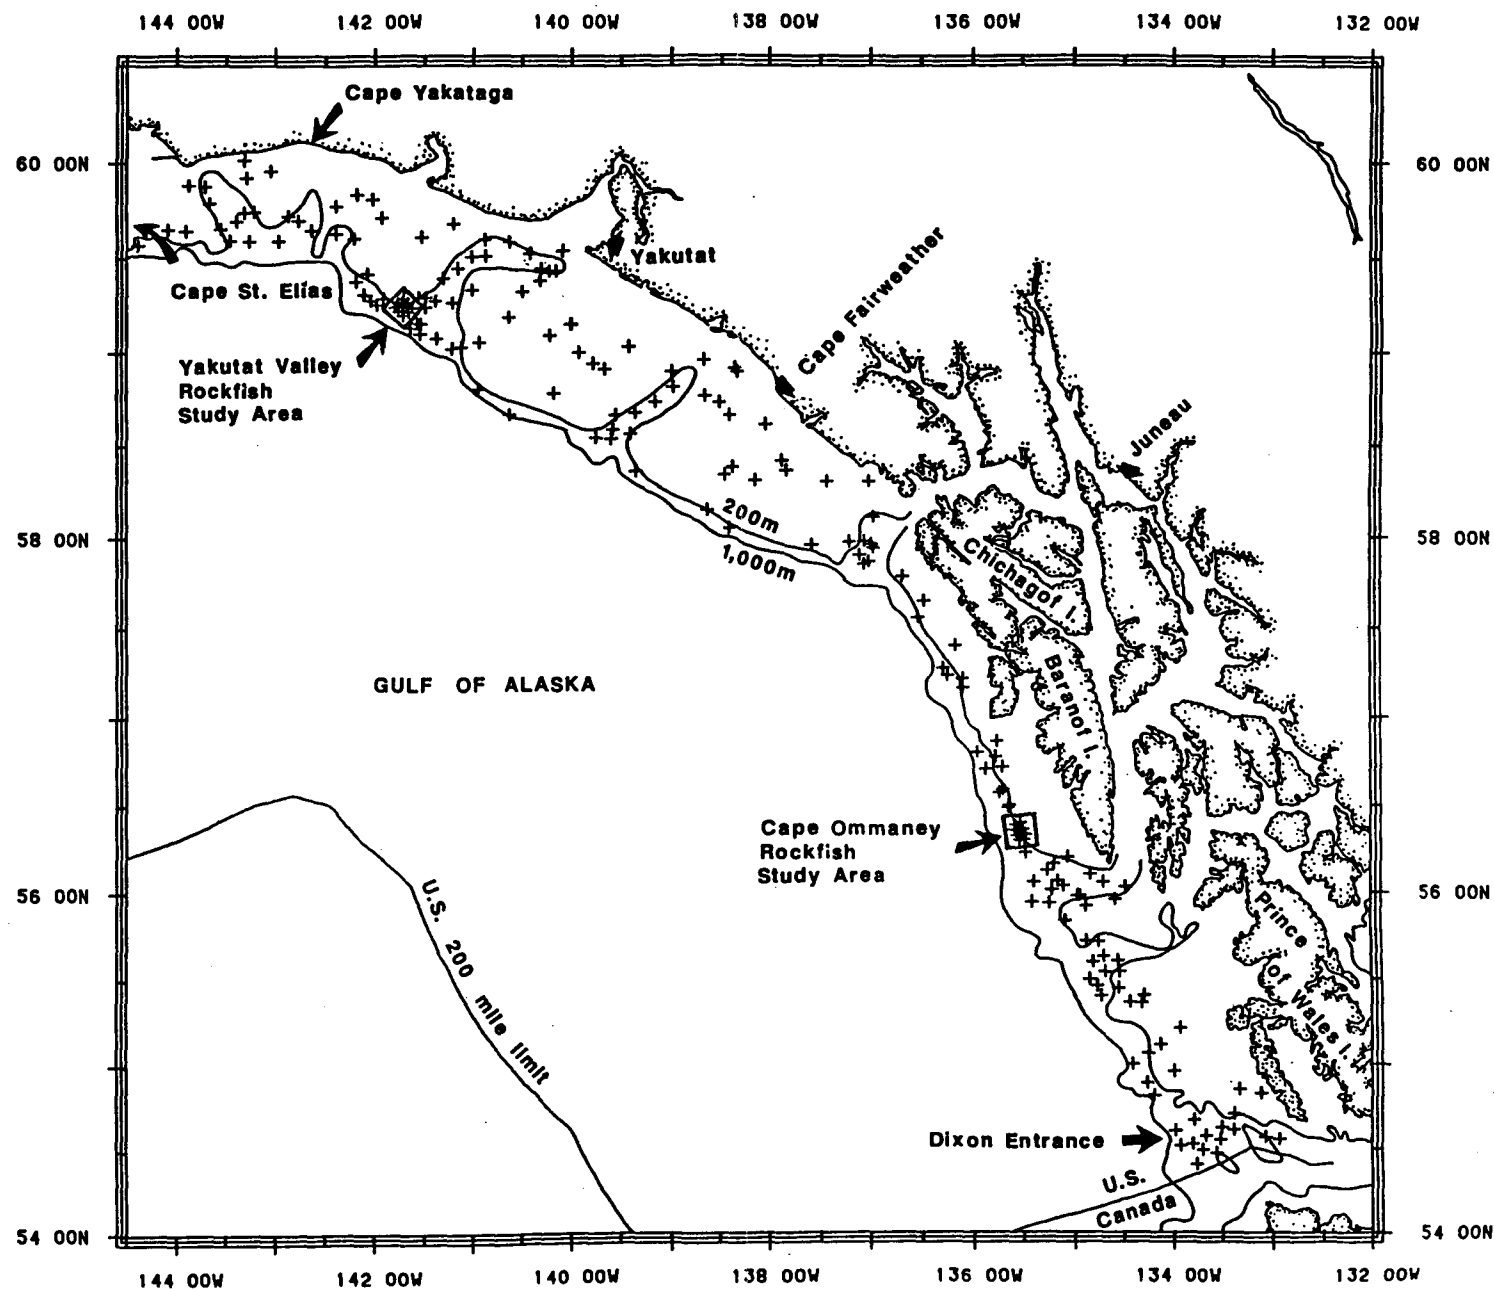 144 00W 142 00W 140 00W 138 00W 136 00W 134 00W 132 00W
Cape Yakataga
60 00N 60 00N
Yakutat
Cape Fairweather
Cape St. Elias
Yakutat Valley
Rockfish
Study Area
Juneau
200m
1,000m
58 00N 58 00N
Chichagof I.
Baranof I.
GULF OF ALASKA
Cape Ommaney
Rockfish
Study Area
56 00N 56 00N
U.S. 200 mile limit
Prince
of Wales I.
Dixon Entrance
U.S.
Canada
54 00N 54 00N
144 00W 142 00W 140 00W 138 00W 136 00W 134 00W 132 00W